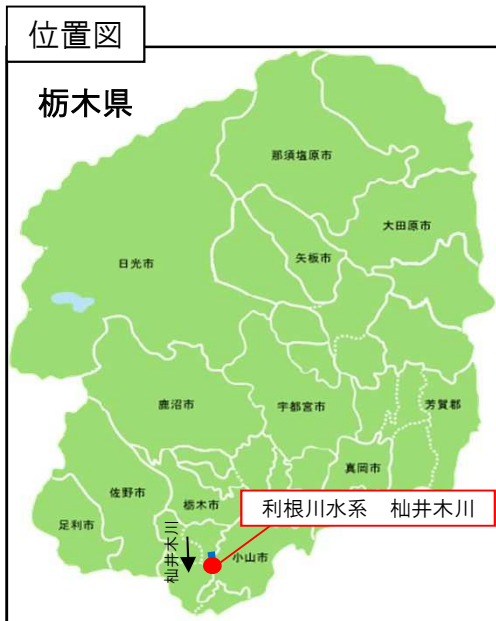 位置図
栃木県
那須塩原市
大田原市
矢板市
日光市
鹿沼市
宇都宮市
芳賀郡
真岡市
佐野市
栃木市
足利市
利根川水系　杣井木川
杣井木川
小山市